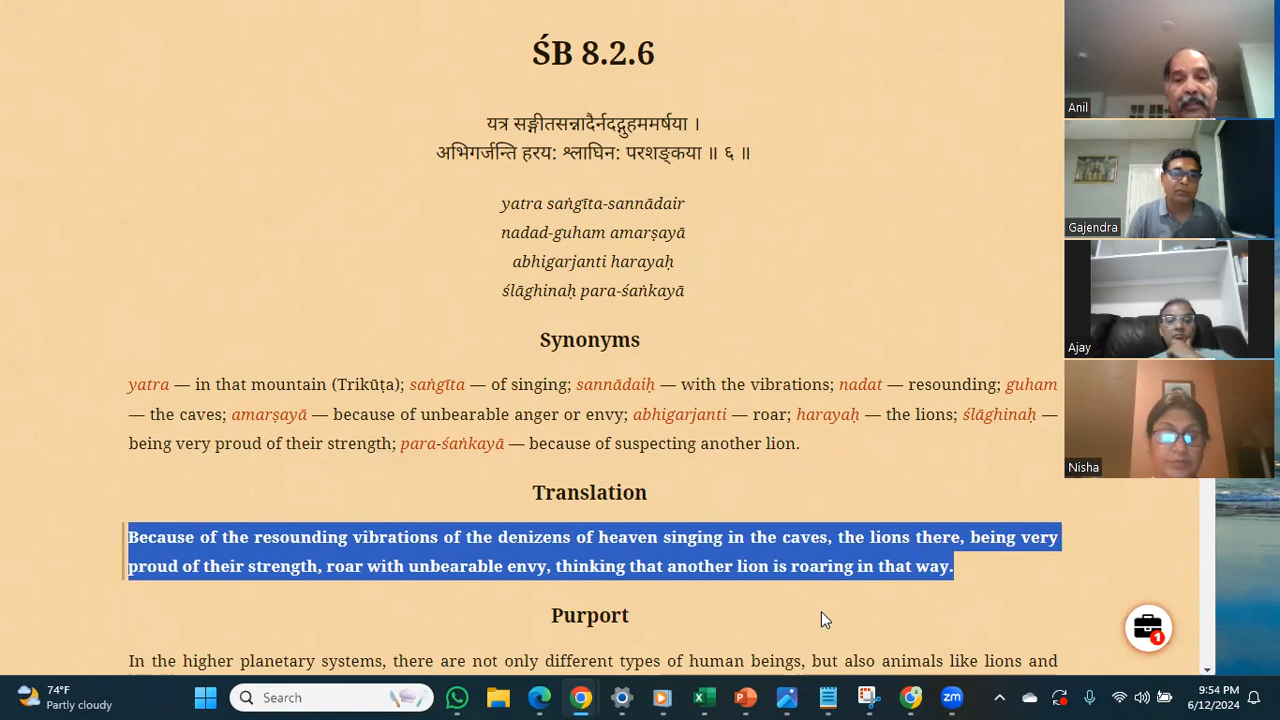 ŚB 8.2.6
यत्र सङ्गीतसन्नादैर्नदद्गुहममर्षया ।
अभिगर्जन्ति हरय: श्लाघिन: परशङ्कया ॥ ६ ॥
yatra saṅgīta-sannādair
nadad-guham amarṣayā
abhigarjanti harayaḥ
ślāghinaḥ para-śaṅkayā
Synonyms
yatra — in that mountain (Trikūṭa); saṅgīta — of singing; sannādaiḥ — with the vibrations; nadat — resounding; guham
— the caves; amarṣayā — because of unbearable anger or envy; abhigarjanti — roar; harayaḥ — the lions; ślāghinaḥ —
being very proud of their strength; para-śaṅkayā — because of suspecting another lion.
Translation
Because of the resounding vibrations of the denizens of heaven singing in the caves, the lions there, being very
proud of their strength, roar with unbearable envy, thinking that another lion is roaring in that way.
Purport
In the higher planetary systems, there are not only different types of human beings, but also animals like lions and
Anil
Gajendra
Ajay
Nisha
1
74°F
Partly cloudy
Search
zm
9:54 PM
6/12/2024